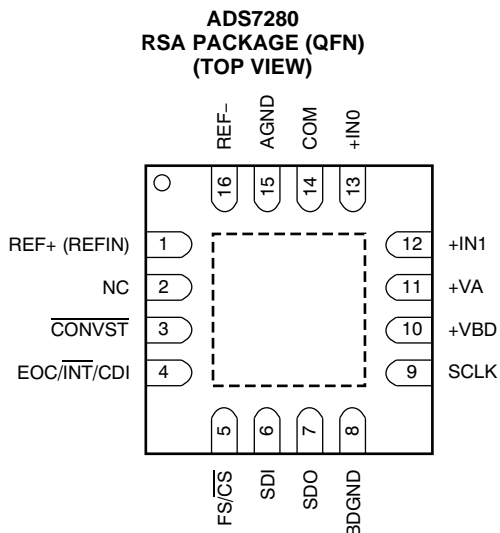 ADS7280
RSA PACKAGE (QFN)
(TOP VIEW)
REF– AGND COM +IN0
16 15 14 13
REF+ (REFIN) 1 12 +IN1
NC 2 11 +VA
CONVST 3 10 +VBD
EOC/INT/CDI 4 9 SCLK
5 6 7 8
FS/CS SDI SDO BDGND